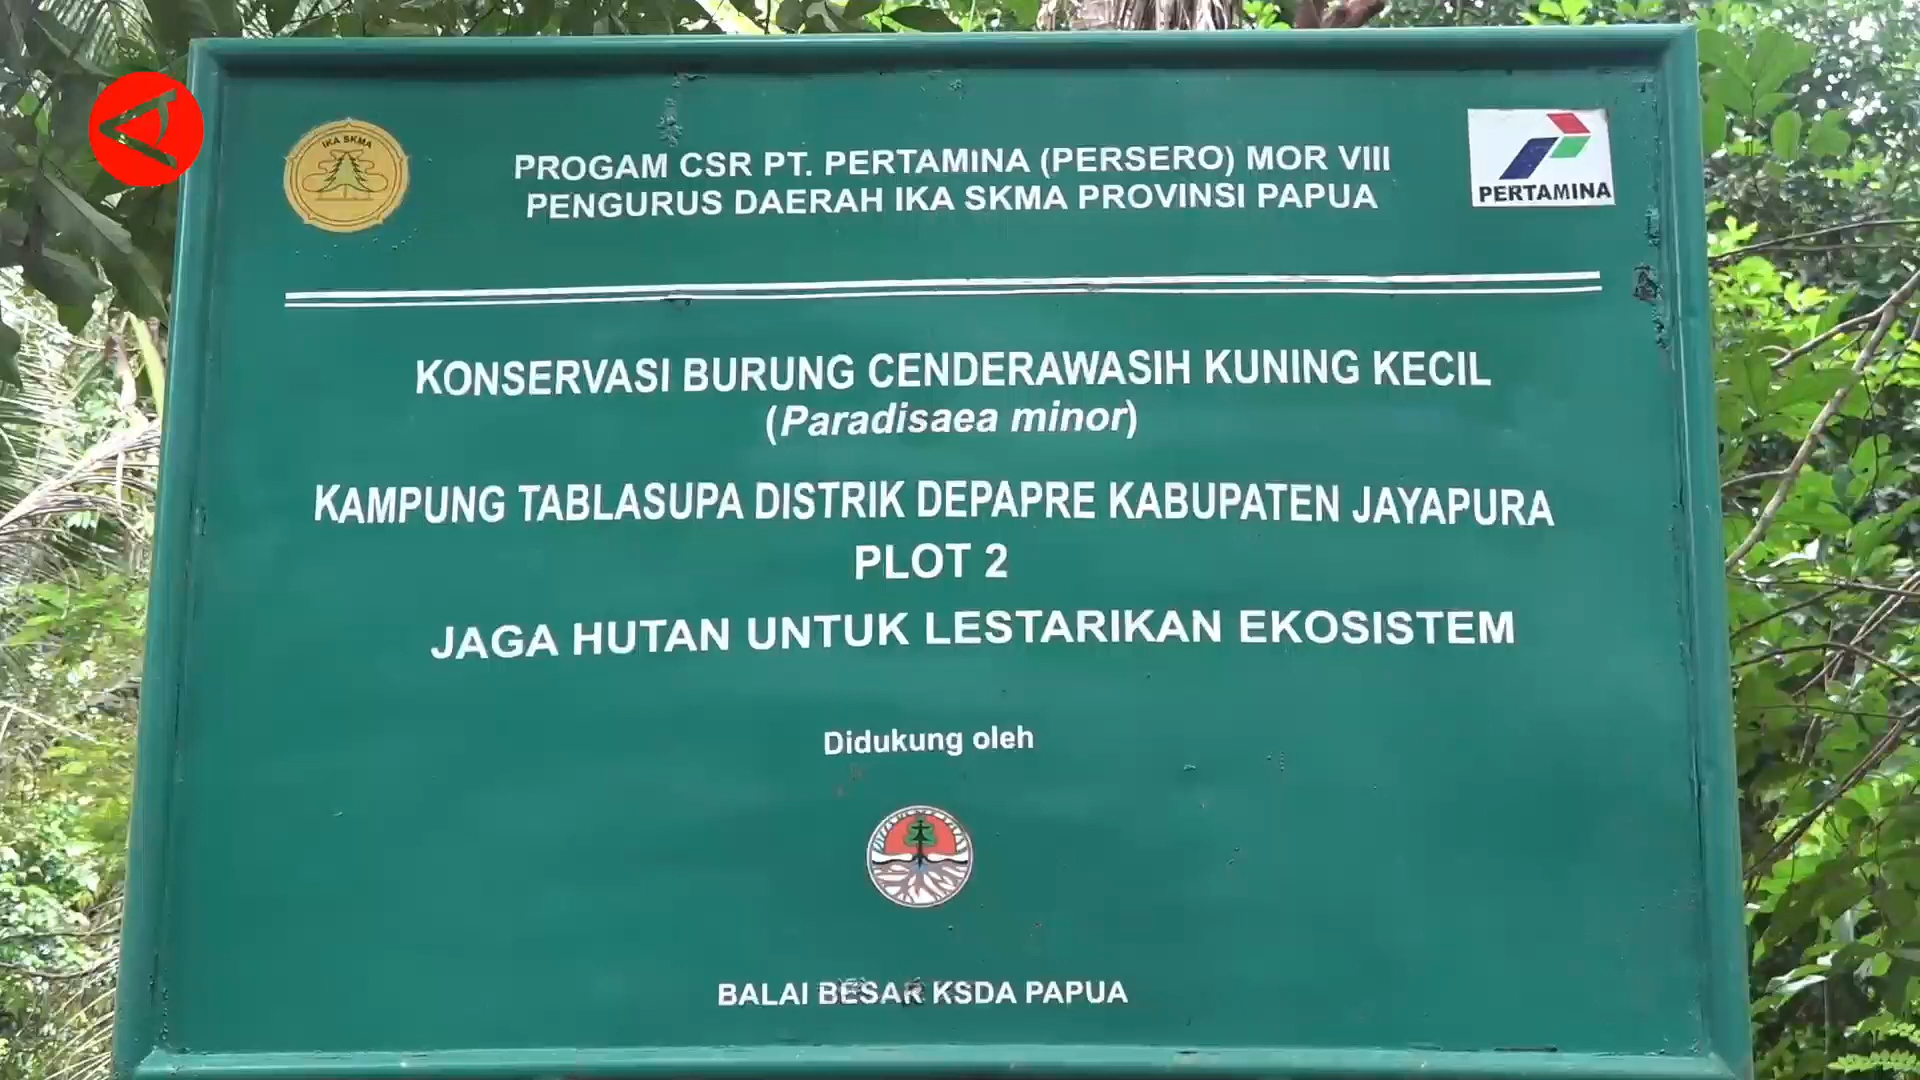 IKA SKMA
PROGAM CSR PT. PERTAMINA (PERSERO) MOR VIII
PENGURUS DAERAH IKA SKMA PROVINSI PAPUA
PERTAMINA
KONSERVASI BURUNG CENDERAWASIH KUNING KECIL
(Paradisaea minor)
KAMPUNG TABLASUPA DISTRIK DEPAPRE KABUPATEN JAYAPURA
PLOT 2
JAGA HUTAN UNTUK LESTARIKAN EKOSISTEM
Didukung oleh
BALAI BESAR KSDA PAPUA